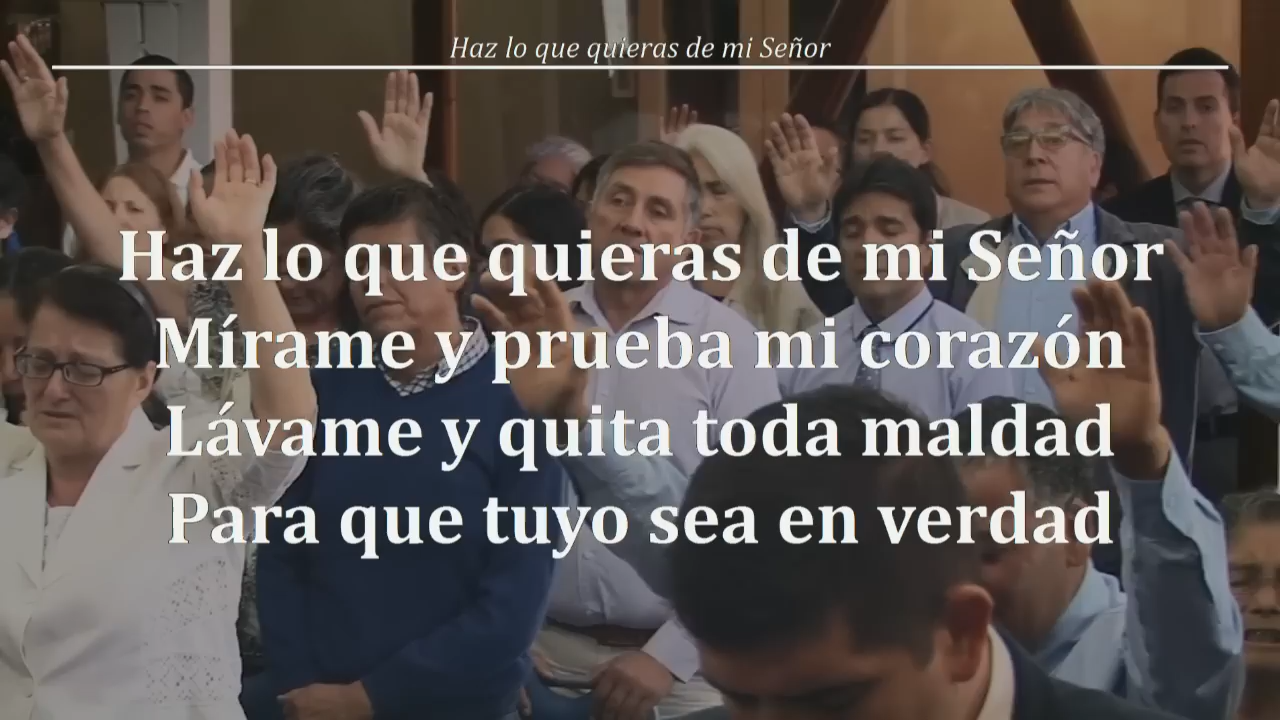 Haz lo que quieras de mi Señor
Haz lo que quieras de mi Señor
Mírame y prueba mi corazón
Lávame y quita toda maldad
Para que tuyo sea en verdad